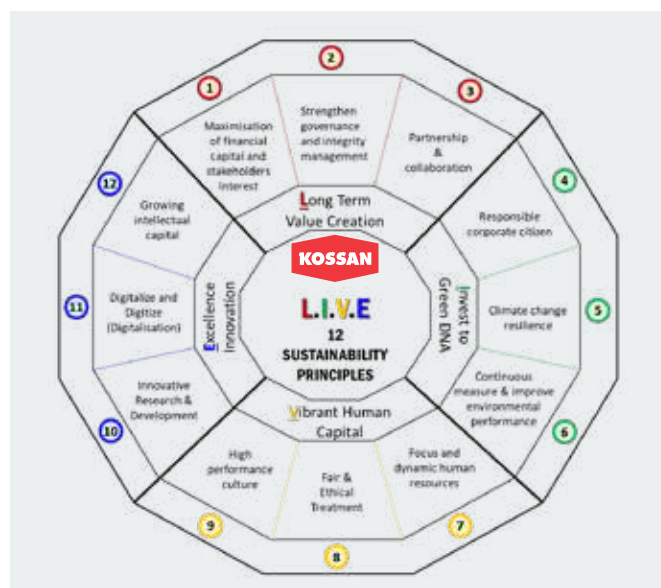 1
Maximisation
of financial
capital and
stakeholders
interest
2
Strengthen
governance
and integrity
management
3
Partnership
&
collaboration
4
Responsible
corporate citizen
5
Climate change
resilience
6
Continuous
measure & improve
environmental
performance
7
Focus and
dynamic human
resources
8
Fair &
Ethical
Treatment
9
High
performance
culture
10
Innovative
Research &
Development
11
Digitalize and
Digitize
(Digitalisation)
12
Growing
intellectual
capital
Long Term
Value Creation
Invest to
Green DNA
Vibrant Human
Capital
Excellence
Innovation
KOSSAN
L.I.V.E
12
SUSTAINABILITY
PRINCIPLES